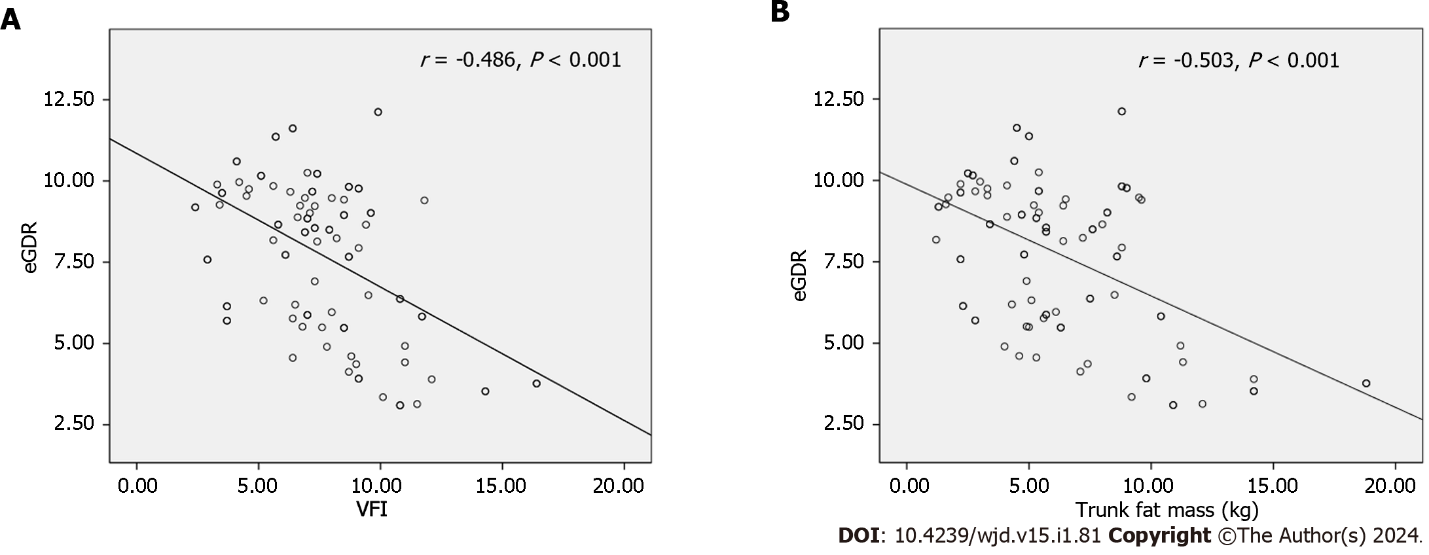 A
r = -0.486, P < 0.001
12.50
10.00
7.50
5.00
2.50
eGDR
0.00 5.00 10.00 15.00 20.00
VFI
B
r = -0.503, P < 0.001
12.50
10.00
7.50
5.00
2.50
eGDR
0.00 5.00 10.00 15.00 20.00
Trunk fat mass (kg)
DOI: 10.4239/wjd.v15.i1.81 Copyright ©The Author(s) 2024.